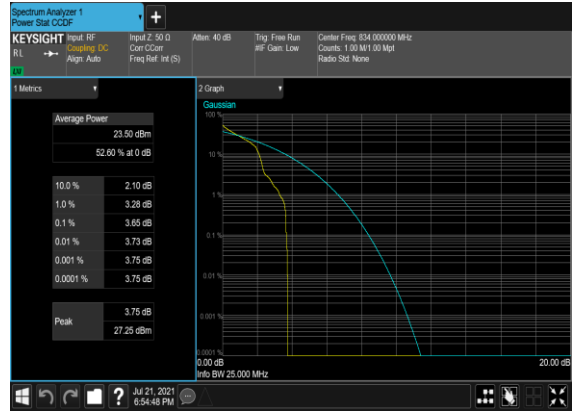 Spectrum Analyzer 1
Power Stat CCDF
KEYSIGHT
RL
Input: RF
Coupling: DC
Align: Auto
Input Z: 50 Ω
Corr CCorr
Freq Ref: Int (S)
Atten: 40 dB
Trig: Free Run
#IF Gain: Low
Center Freq: 834.000000 MHz
Counts: 1.00 M/1.00 Mpt
Radio Std: None
1 Metrics
Average Power
23.50 dBm
52.60 % at 0 dB
10.0 % 2.10 dB
1.0 % 3.28 dB
0.1 % 3.65 dB
0.01 % 3.73 dB
0.001 % 3.75 dB
0.0001 % 3.75 dB
Peak
3.75 dB
27.25 dBm
2 Graph
Gaussian
100 %
10 %
1 %
0.1 %
0.01 %
0.001 %
0.0001 %
0.00 dB
20.00 dB
Info BW 25.000 MHz
?
Jul 21, 2021
6:54:48 PM